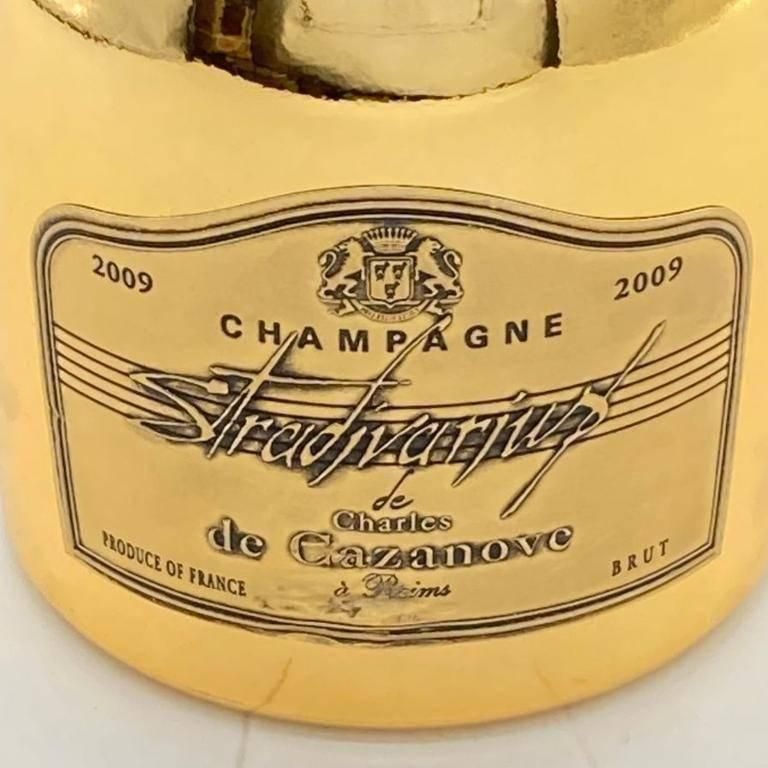 2009 2009
CHAMPAGNE
Stradivarius
de
Charles
de Cazanove
à Reims
PRODUCE OF FRANCE BRUT